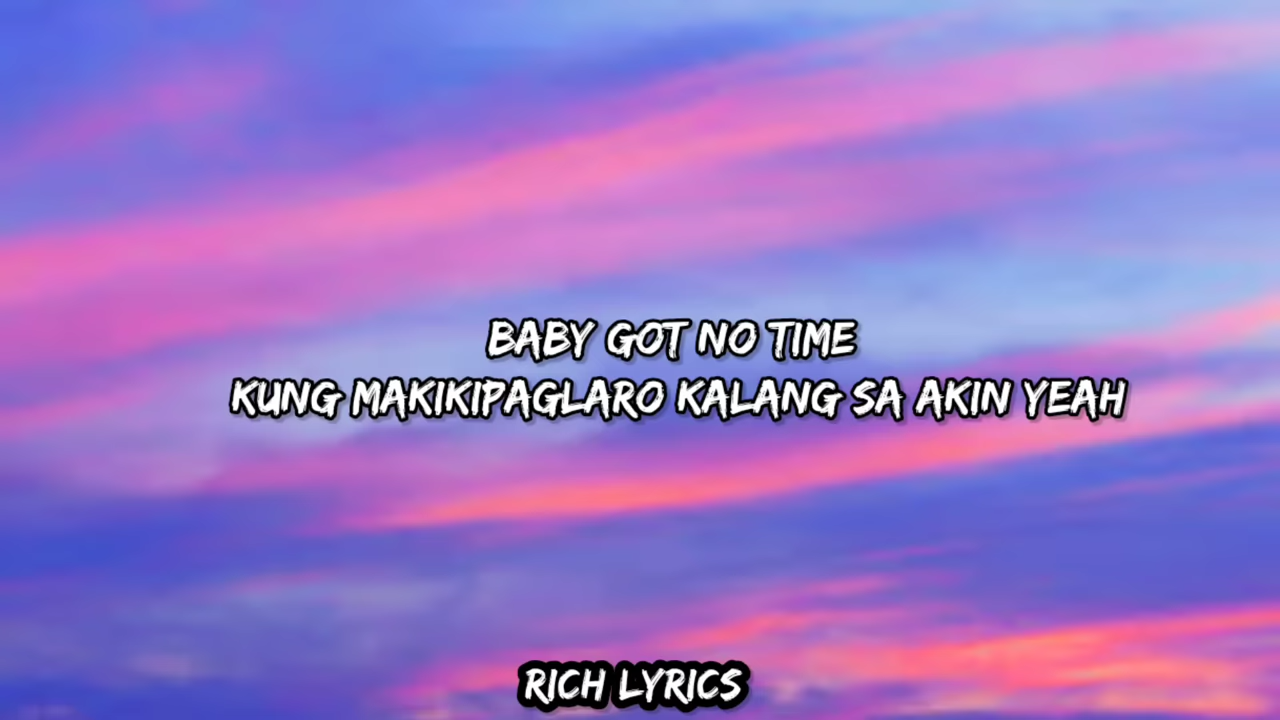 BABY GOT NO TIME
KUNG MAKIKIPAGLARO KALANG SA AKIN YEAH
RICH LYRICS